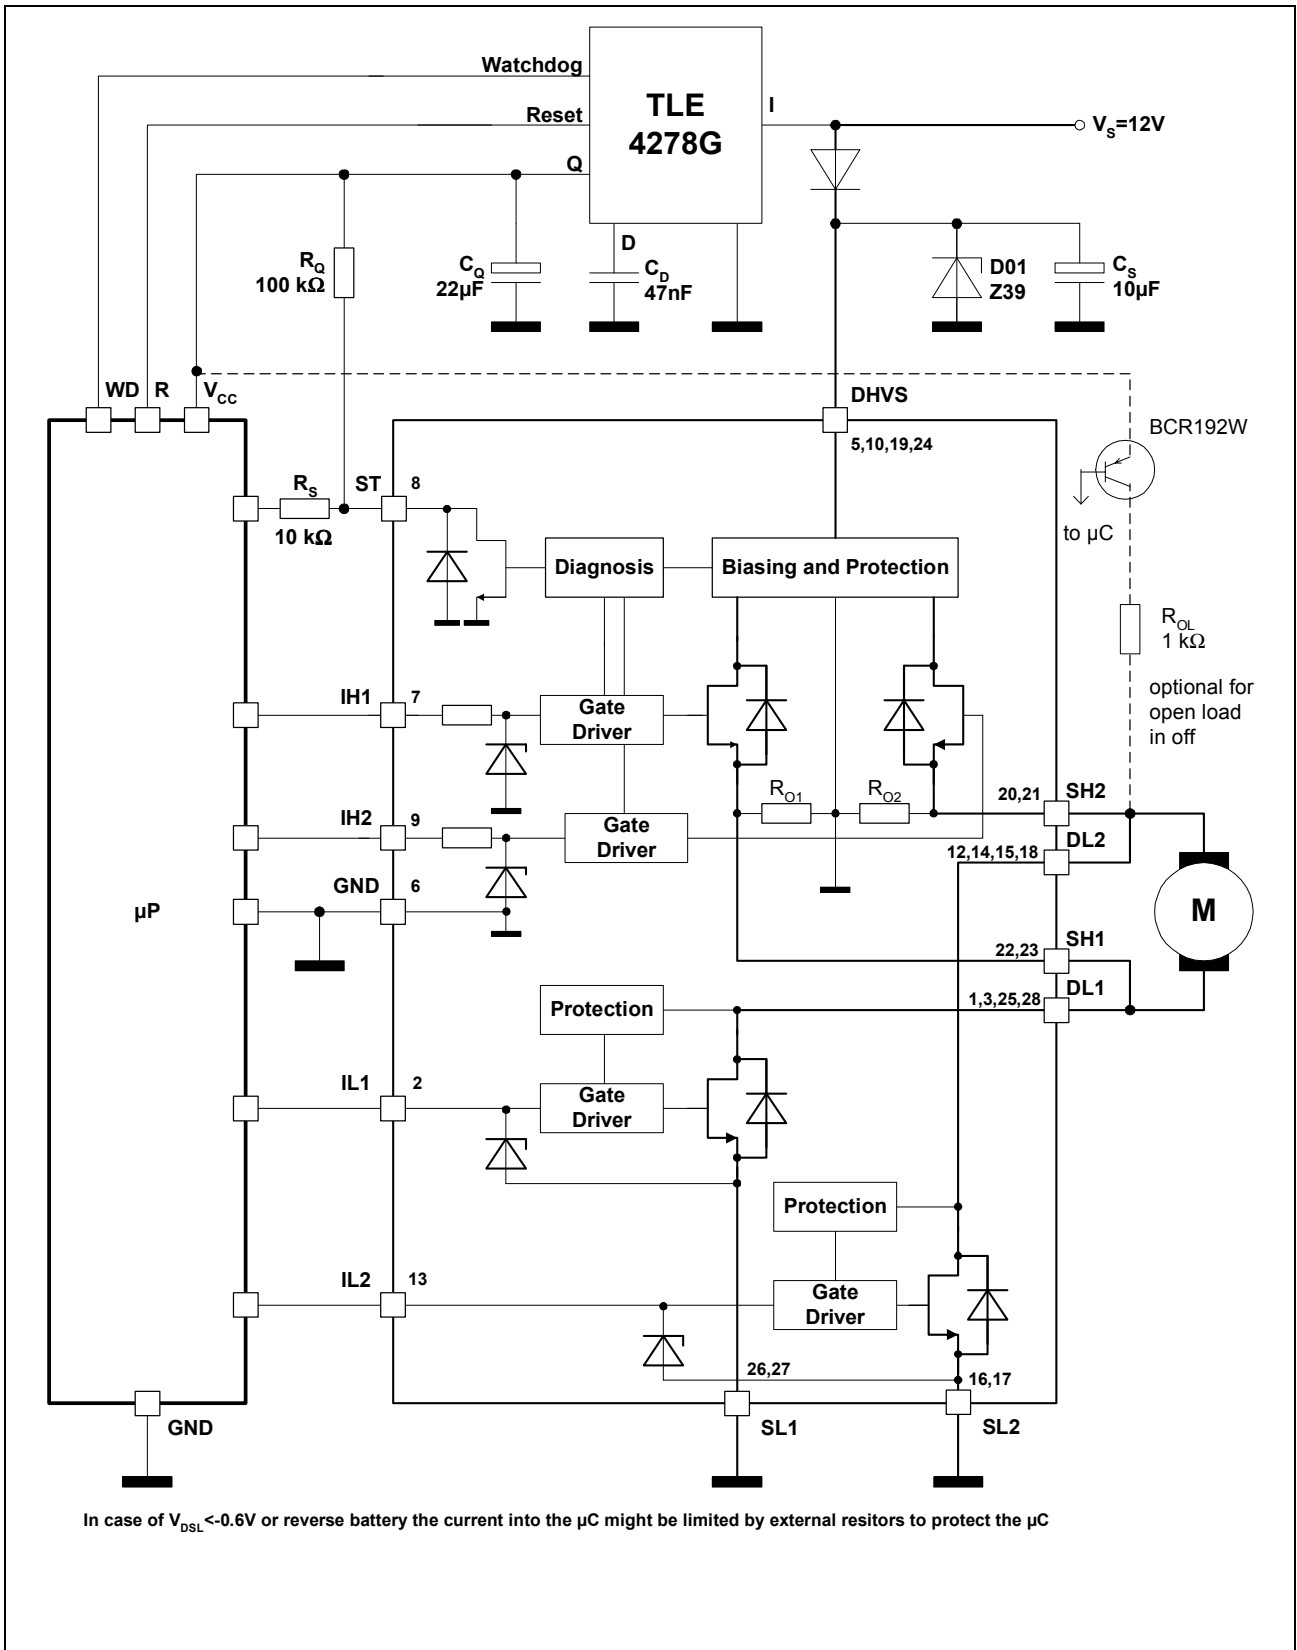 Watchdog
TLE
4278G
I
Reset
V_S=12V
Q
D
R_Q
100 kΩ
C_Q
22µF
C_D
47nF
D01
Z39
C_S
10µF
WD
R
V_CC
DHVS
5,10,19,24
BCR192W
R_S
10 kΩ
ST
8
to µC
Diagnosis
Biasing and Protection
R_OL
1 kΩ
optional for
open load
in off
IH1
7
Gate
Driver
R_O1
R_O2
20,21
SH2
IH2
9
Gate
Driver
12,14,15,18
DL2
GND
6
µP
M
22,23
SH1
Protection
1,3,25,28
DL1
IL1
2
Gate
Driver
Protection
IL2
13
Gate
Driver
26,27
16,17
GND
SL1
SL2
In case of V_DSL<-0.6V or reverse battery the current into the µC might be limited by external resitors to protect the µC